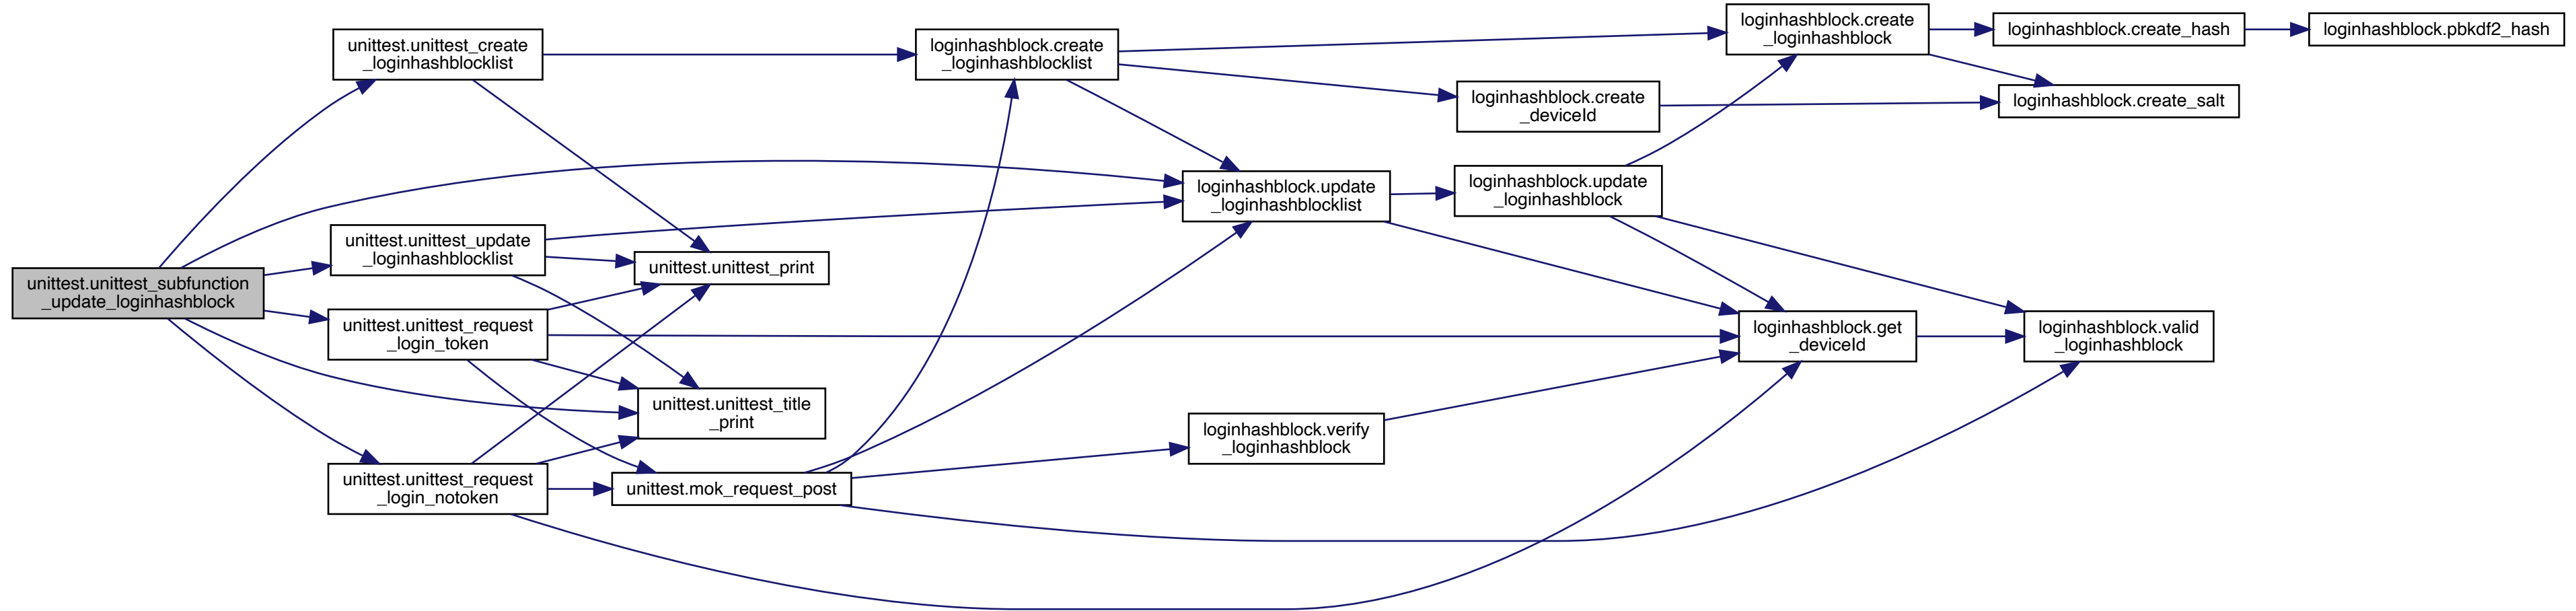 unittest.unittest_subfunction
_update_loginhashblock
unittest.unittest_create
_loginhashblocklist
unittest.unittest_update
_loginhashblocklist
unittest.unittest_request
_login_token
unittest.unittest_request
_login_notoken
unittest.unittest_print
unittest.unittest_title
_print
unittest.mok_request_post
loginhashblock.create
_loginhashblocklist
loginhashblock.update
_loginhashblocklist
loginhashblock.verify
_loginhashblock
loginhashblock.create
_deviceId
loginhashblock.update
_loginhashblock
loginhashblock.create
_loginhashblock
loginhashblock.get
_deviceId
loginhashblock.create_hash
loginhashblock.create_salt
loginhashblock.valid
_loginhashblock
loginhashblock.pbkdf2_hash